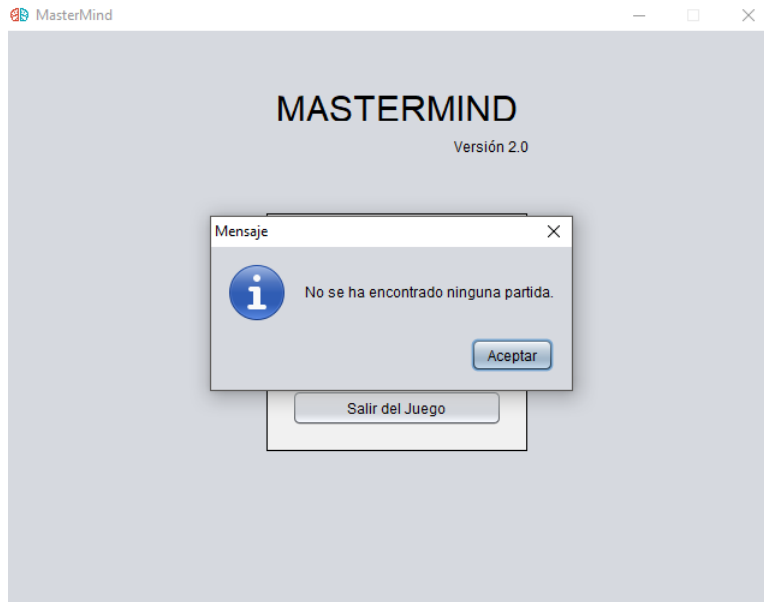 MasterMind
MASTERMIND
Versión 2.0
Mensaje
No se ha encontrado ninguna partida.
Aceptar
Salir del Juego